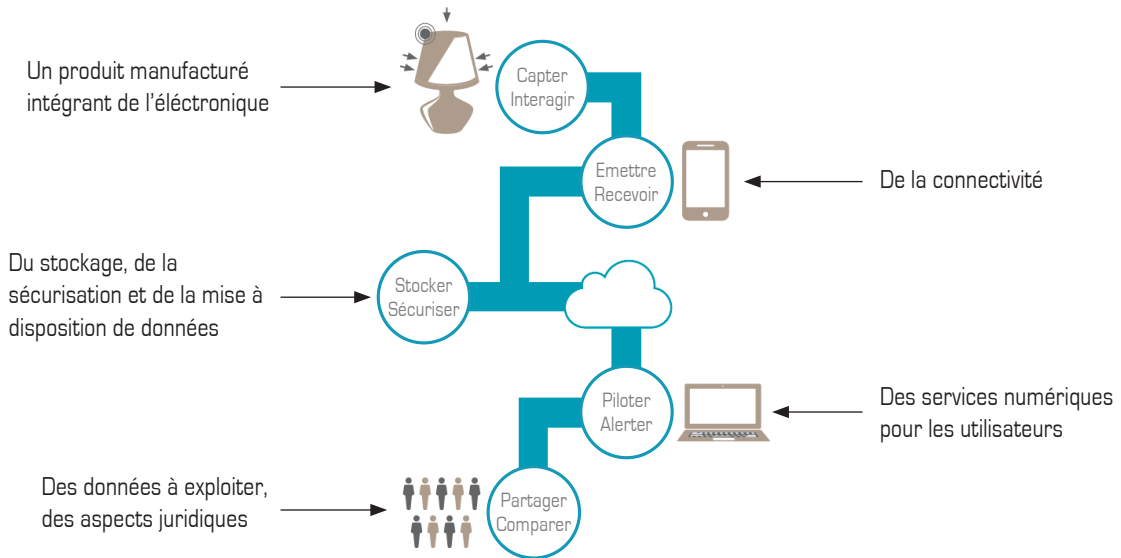 Un produit manufacturé
intégrant de l'éléctronique
Capter
Interagir
Emettre
Recevoir
De la connectivité
Du stockage, de la
sécurisation et de la mise à
disposition de données
Stocker
Sécuriser
Piloter
Alerter
Des services numériques
pour les utilisateurs
Des données à exploiter,
des aspects juridiques
Partager
Comparer